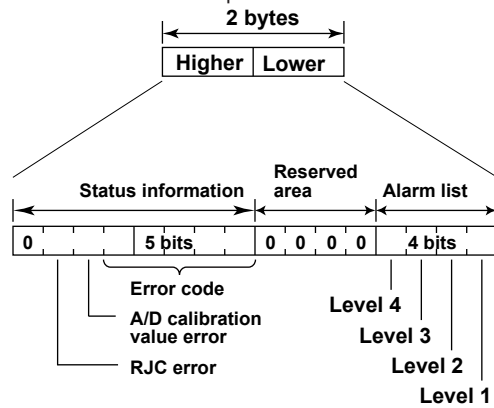 2 bytes
Higher Lower
Reserved
area
Status information
Alarm list
0 5 bits 0 0 0 0 4 bits
Error code
A/D calibration
value error
RJC error
Level 4
Level 3
Level 2
Level 1